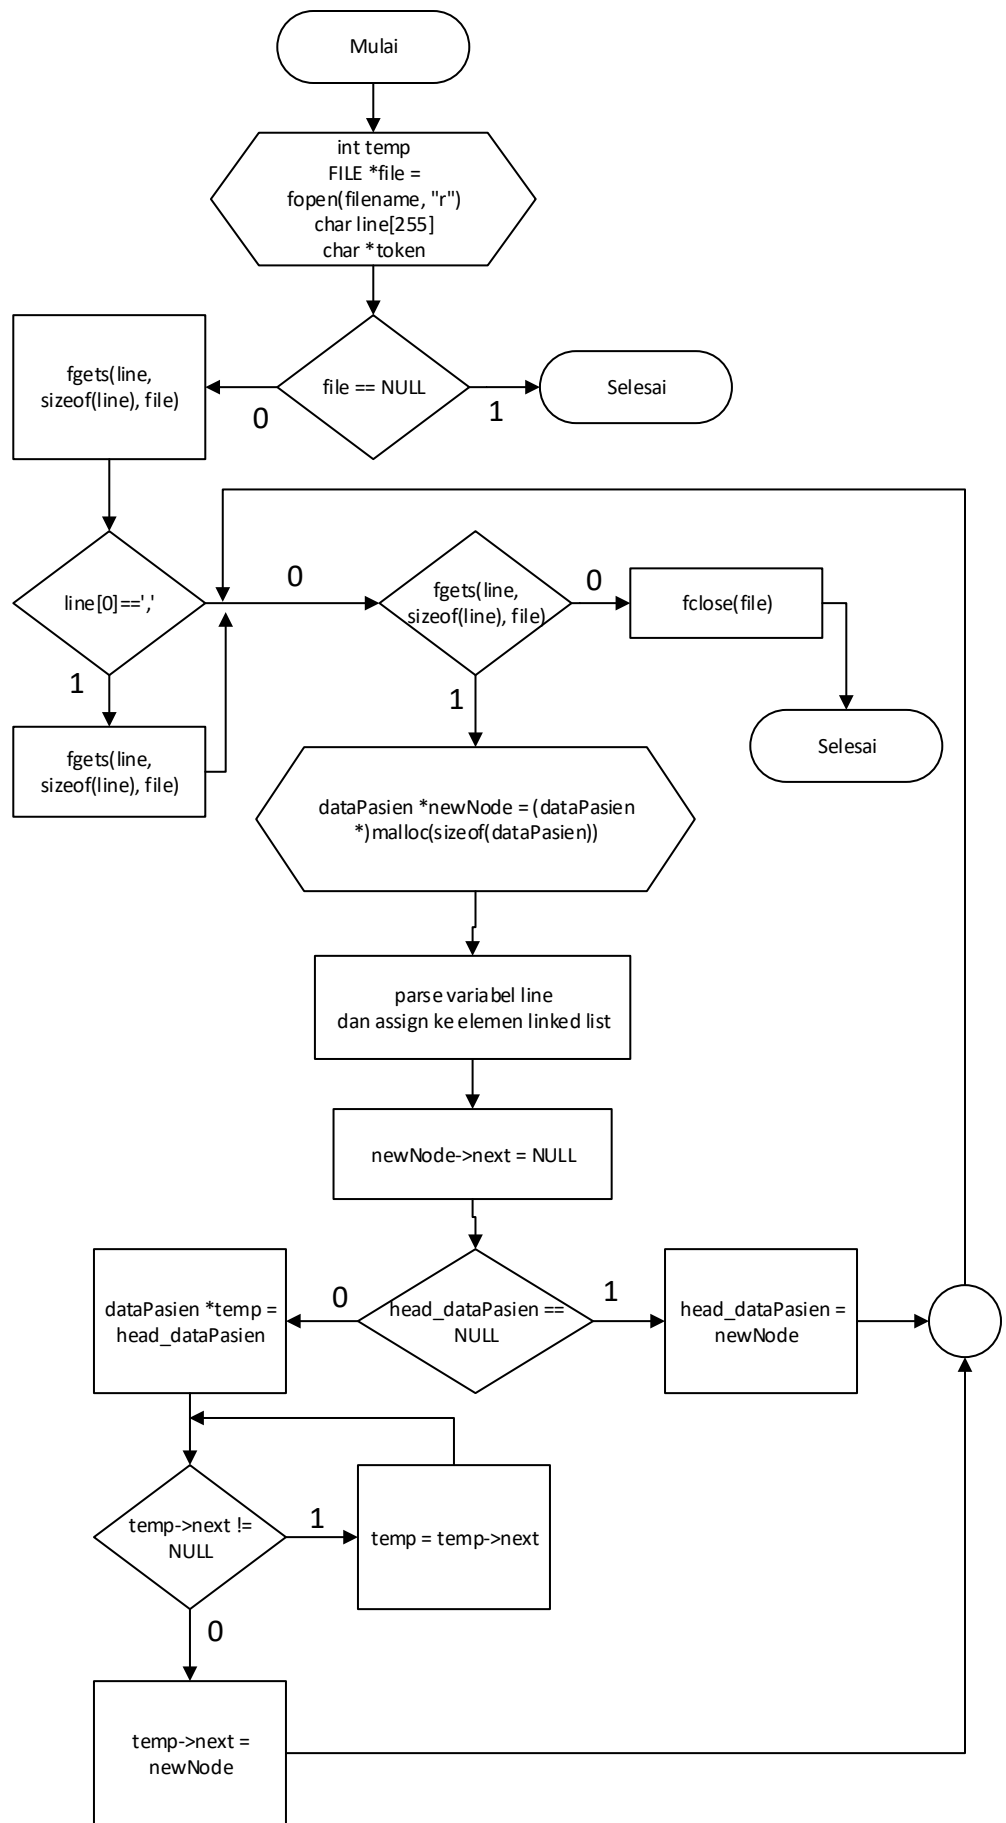 Mulai
int temp
FILE *file =
fopen(filename, "r")
char line[255]
char *token
fgets(line,
sizeof(line), file)
file == NULL
Selesai
0
1
line[0]==','
0
fgets(line,
sizeof(line), file)
0
fclose(file)
1
fgets(line,
sizeof(line), file)
1
Selesai
dataPasien *newNode = (dataPasien
*)malloc(sizeof(dataPasien))
parse variabel line
dan assign ke elemen linked list
newNode->next = NULL
dataPasien *temp =
head_dataPasien
0
head_dataPasien ==
NULL
1
head_dataPasien =
newNode
temp->next !=
NULL
1
temp = temp->next
0
temp->next =
newNode